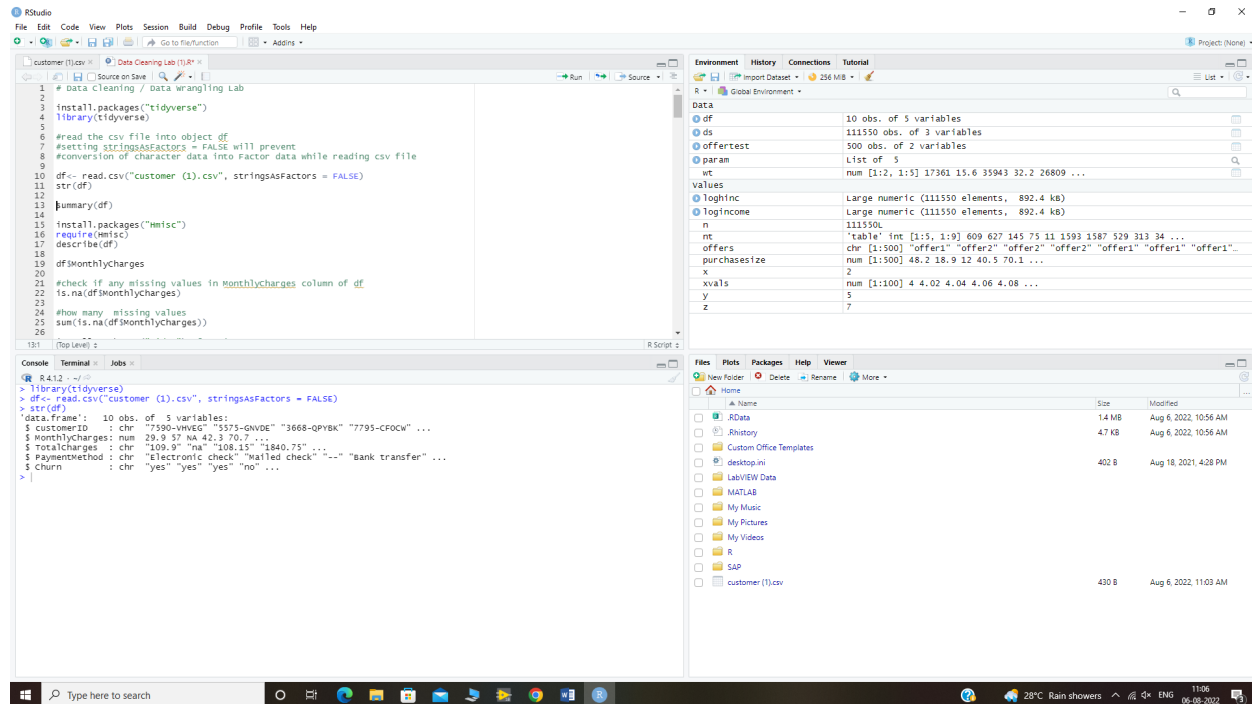 RStudio
File Edit Code View Plots Session Build Debug Profile Tools Help
Go to file/function Addins Project: (None)
customer (1).csv Data Cleaning Lab (1).R*
Source on Save Run Source
1 # Data Cleaning / Data Wrangling Lab
2
3 install.packages("tidyverse")
4 library(tidyverse)
5
6 #read the csv file into object df
7 #setting stringsAsFactors = FALSE will prevent
8 #conversion of character data into Factor data while reading csv file
9
10 df<- read.csv("customer (1).csv", stringsAsFactors = FALSE)
11 str(df)
12
13 summary(df)
14
15 install.packages("Hmisc")
16 require(Hmisc)
17 describe(df)
18
19 df$MonthlyCharges
20
21 #check if any missing values in MonthlyCharges column of df
22 is.na(df$MonthlyCharges)
23
24 #how many missing values
25 sum(is.na(df$MonthlyCharges))
26
13:1 (Top Level) R Script
Console Terminal Jobs
R 4.1.2 · ~/
> library(tidyverse)
> df<- read.csv("customer (1).csv", stringsAsFactors = FALSE)
> str(df)
'data.frame': 10 obs. of 5 variables:
$ customerID : chr "7590-VHVEG" "5575-GNVDE" "3668-QPYBK" "7795-CFOCW" ...
$ MonthlyCharges: num 29.9 57 NA 42.3 70.7 ...
$ TotalCharges : chr "109.9" "na" "108.15" "1840.75" ...
$ PaymentMethod : chr "Electronic check" "Mailed check" "--" "Bank transfer" ...
$ Churn : chr "yes" "yes" "yes" "no" ...
>
Environment History Connections Tutorial
Import Dataset 256 MiB List
R Global Environment
Data
df 10 obs. of 5 variables
ds 111550 obs. of 3 variables
offertest 500 obs. of 2 variables
param List of 5
wt num [1:2, 1:5] 17361 15.6 35943 32.2 26809 ...
Values
loghinc Large numeric (111550 elements, 892.4 kB)
logincome Large numeric (111550 elements, 892.4 kB)
n 111550L
nt 'table' int [1:5, 1:9] 609 627 145 75 11 1593 1587 529 313 34 ...
offers chr [1:500] "offer1" "offer2" "offer2" "offer2" "offer1" "offer1" "offer1"...
purchasesize num [1:500] 48.2 18.9 12 40.5 70.1 ...
x 2
xvals num [1:100] 4 4.02 4.04 4.06 4.08 ...
y 5
z 7
Files Plots Packages Help Viewer
New Folder Delete Rename More
Home
Name Size Modified
.RData 1.4 MB Aug 6, 2022, 10:56 AM
.Rhistory 4.7 KB Aug 6, 2022, 10:56 AM
Custom Office Templates
desktop.ini 402 B Aug 18, 2021, 4:28 PM
LabVIEW Data
MATLAB
My Music
My Pictures
My Videos
R
SAP
customer (1).csv 430 B Aug 6, 2022, 11:03 AM
Type here to search 28°C Rain showers ENG 11:06
06-08-2022